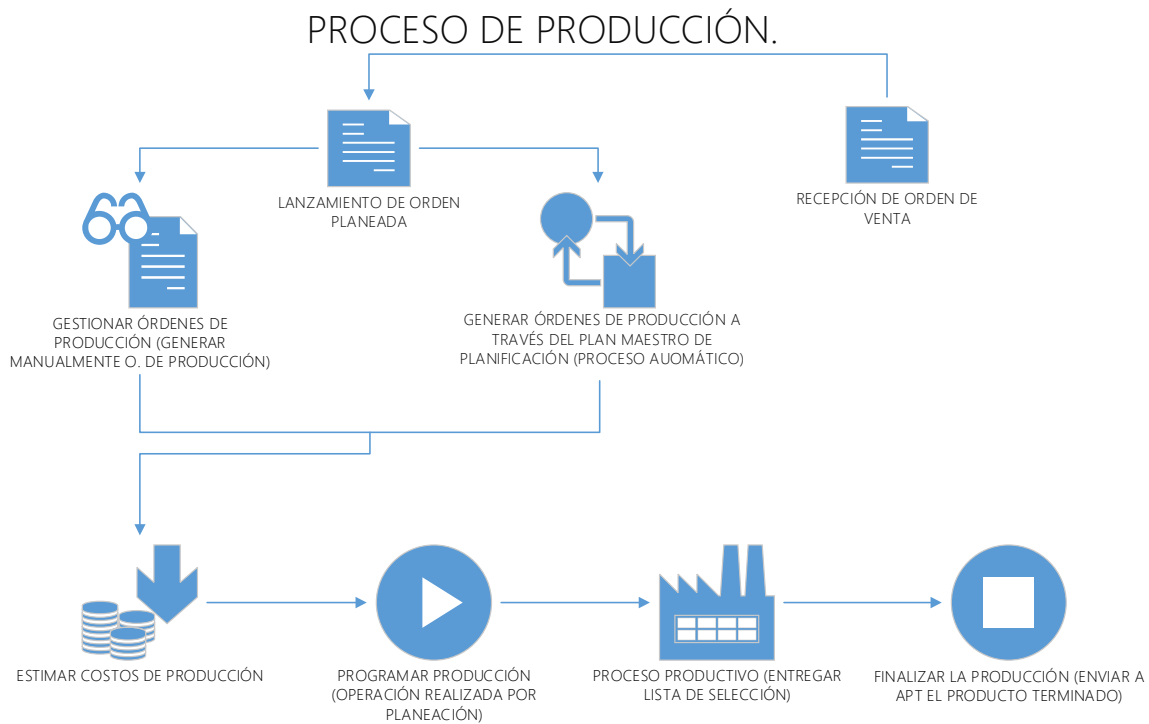 PROCESO DE PRODUCCIÓN.
LANZAMIENTO DE ORDEN
PLANEADA
RECEPCIÓN DE ORDEN DE
VENTA
GESTIONAR ÓRDENES DE
PRODUCCIÓN (GENERAR
MANUALMENTE O. DE PRODUCCIÓN)
GENERAR ÓRDENES DE PRODUCCIÓN A
TRAVÉS DEL PLAN MAESTRO DE
PLANIFICACIÓN (PROCESO AUOMÁTICO)
ESTIMAR COSTOS DE PRODUCCIÓN
PROGRAMAR PRODUCCIÓN
(OPERACIÓN REALIZADA POR
PLANEACIÓN)
PROCESO PRODUCTIVO (ENTREGAR
LISTA DE SELECCIÓN)
FINALIZAR LA PRODUCCIÓN (ENVIAR A
APT EL PRODUCTO TERMINADO)